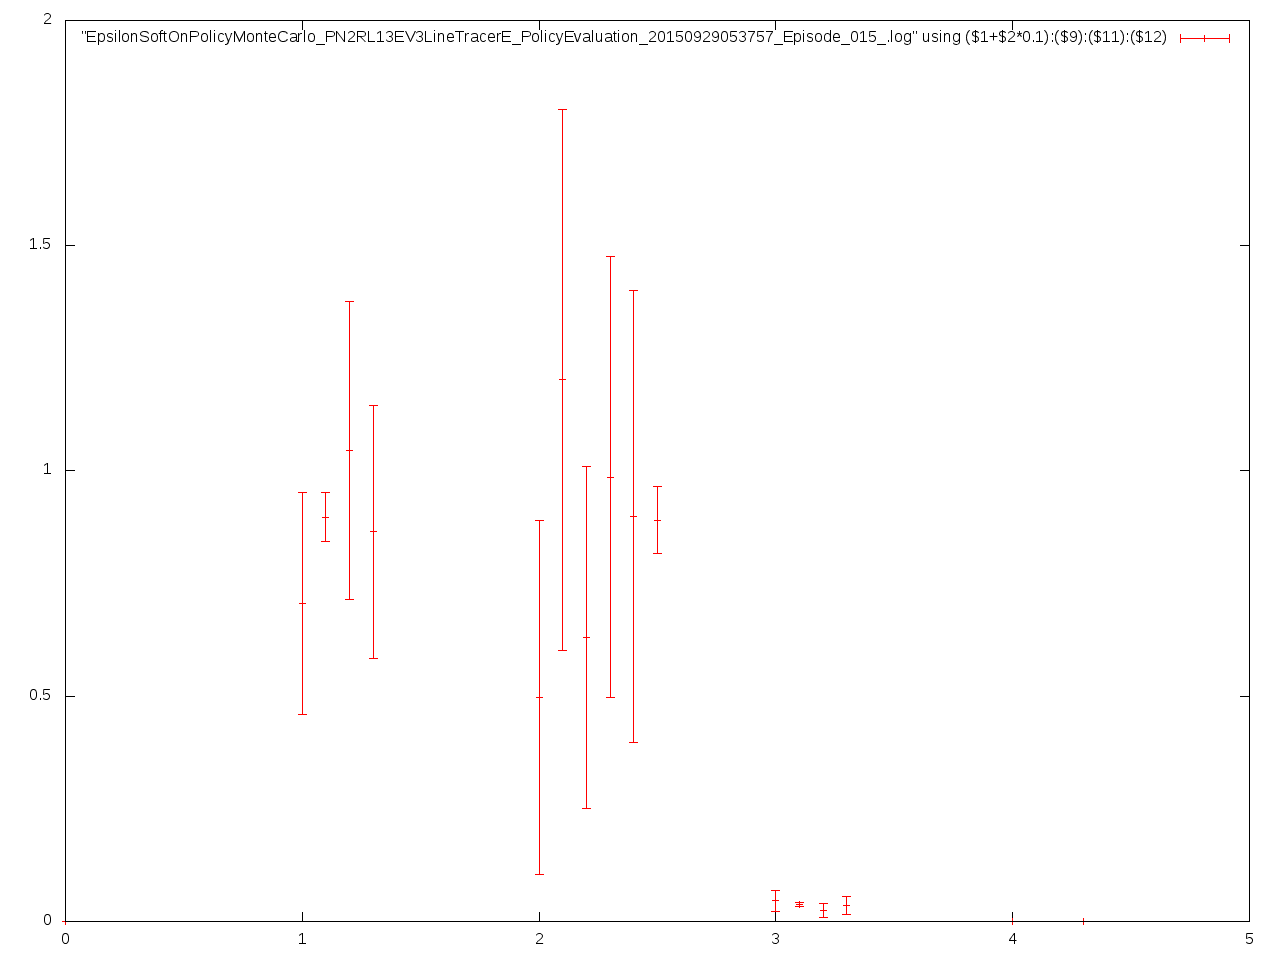 2
"EpsilonSoftOnPolicyMonteCarlo_PN2RL13EV3LineTracerE_PolicyEvaluation_20150929053757_Episode_015_.log" using ($1+$2*0.1):($9):($11):($12)
1.5
1
0.5
0
0 1 2 3 4 5